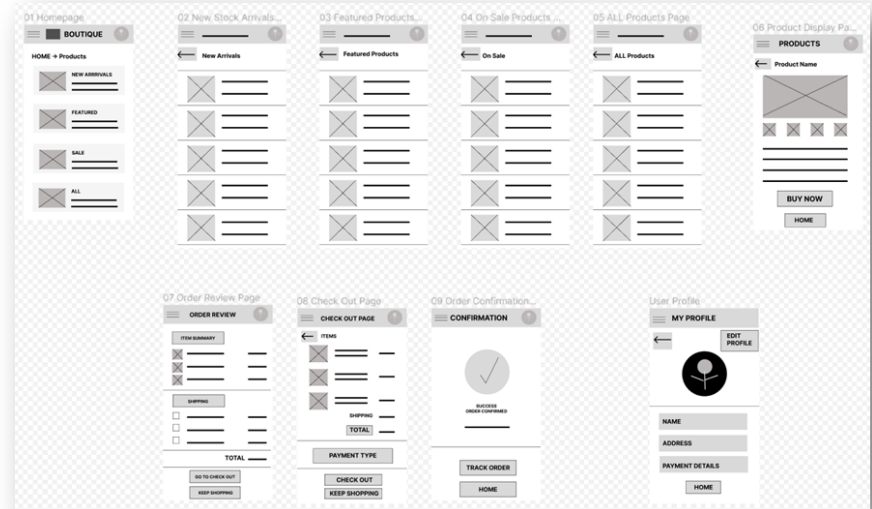 01 Homepage
BOUTIQUE
HOME → Products
NEW ARRRIVALS
FEATURED
SALE
ALL
02 New Stock Arrivals...
New Arrivals
03 Featured Products...
Featured Products
04 On Sale Products ...
On Sale
05 ALL Products Page
ALL Products
06 Product Display Pa...
PRODUCTS
Product Name
BUY NOW
HOME
07 Order Review Page
ORDER REVIEW
ITEM SUMMARY
SHIPPING
TOTAL
GO TO CHECK OUT
KEEP SHOPPING
08 Check Out Page
CHECK OUT PAGE
ITEMS
SHIPPING
TOTAL
PAYMENT TYPE
CHECK OUT
KEEP SHOPPING
09 Order Confirmation...
CONFIRMATION
SUCCESS
ORDER CONFIRMED
TRACK ORDER
HOME
User Profile
MY PROFILE
EDIT
PROFILE
NAME
ADDRESS
PAYMENT DETAILS
HOME